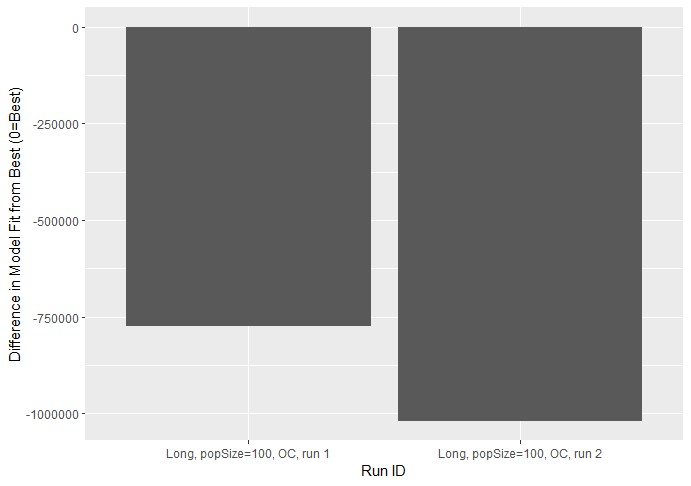 Difference in Model Fit from Best (0=Best)
0
-250000
-500000
-750000
-1000000
Long, popSize=100, OC, run 1
Long, popSize=100, OC, run 2
Run ID